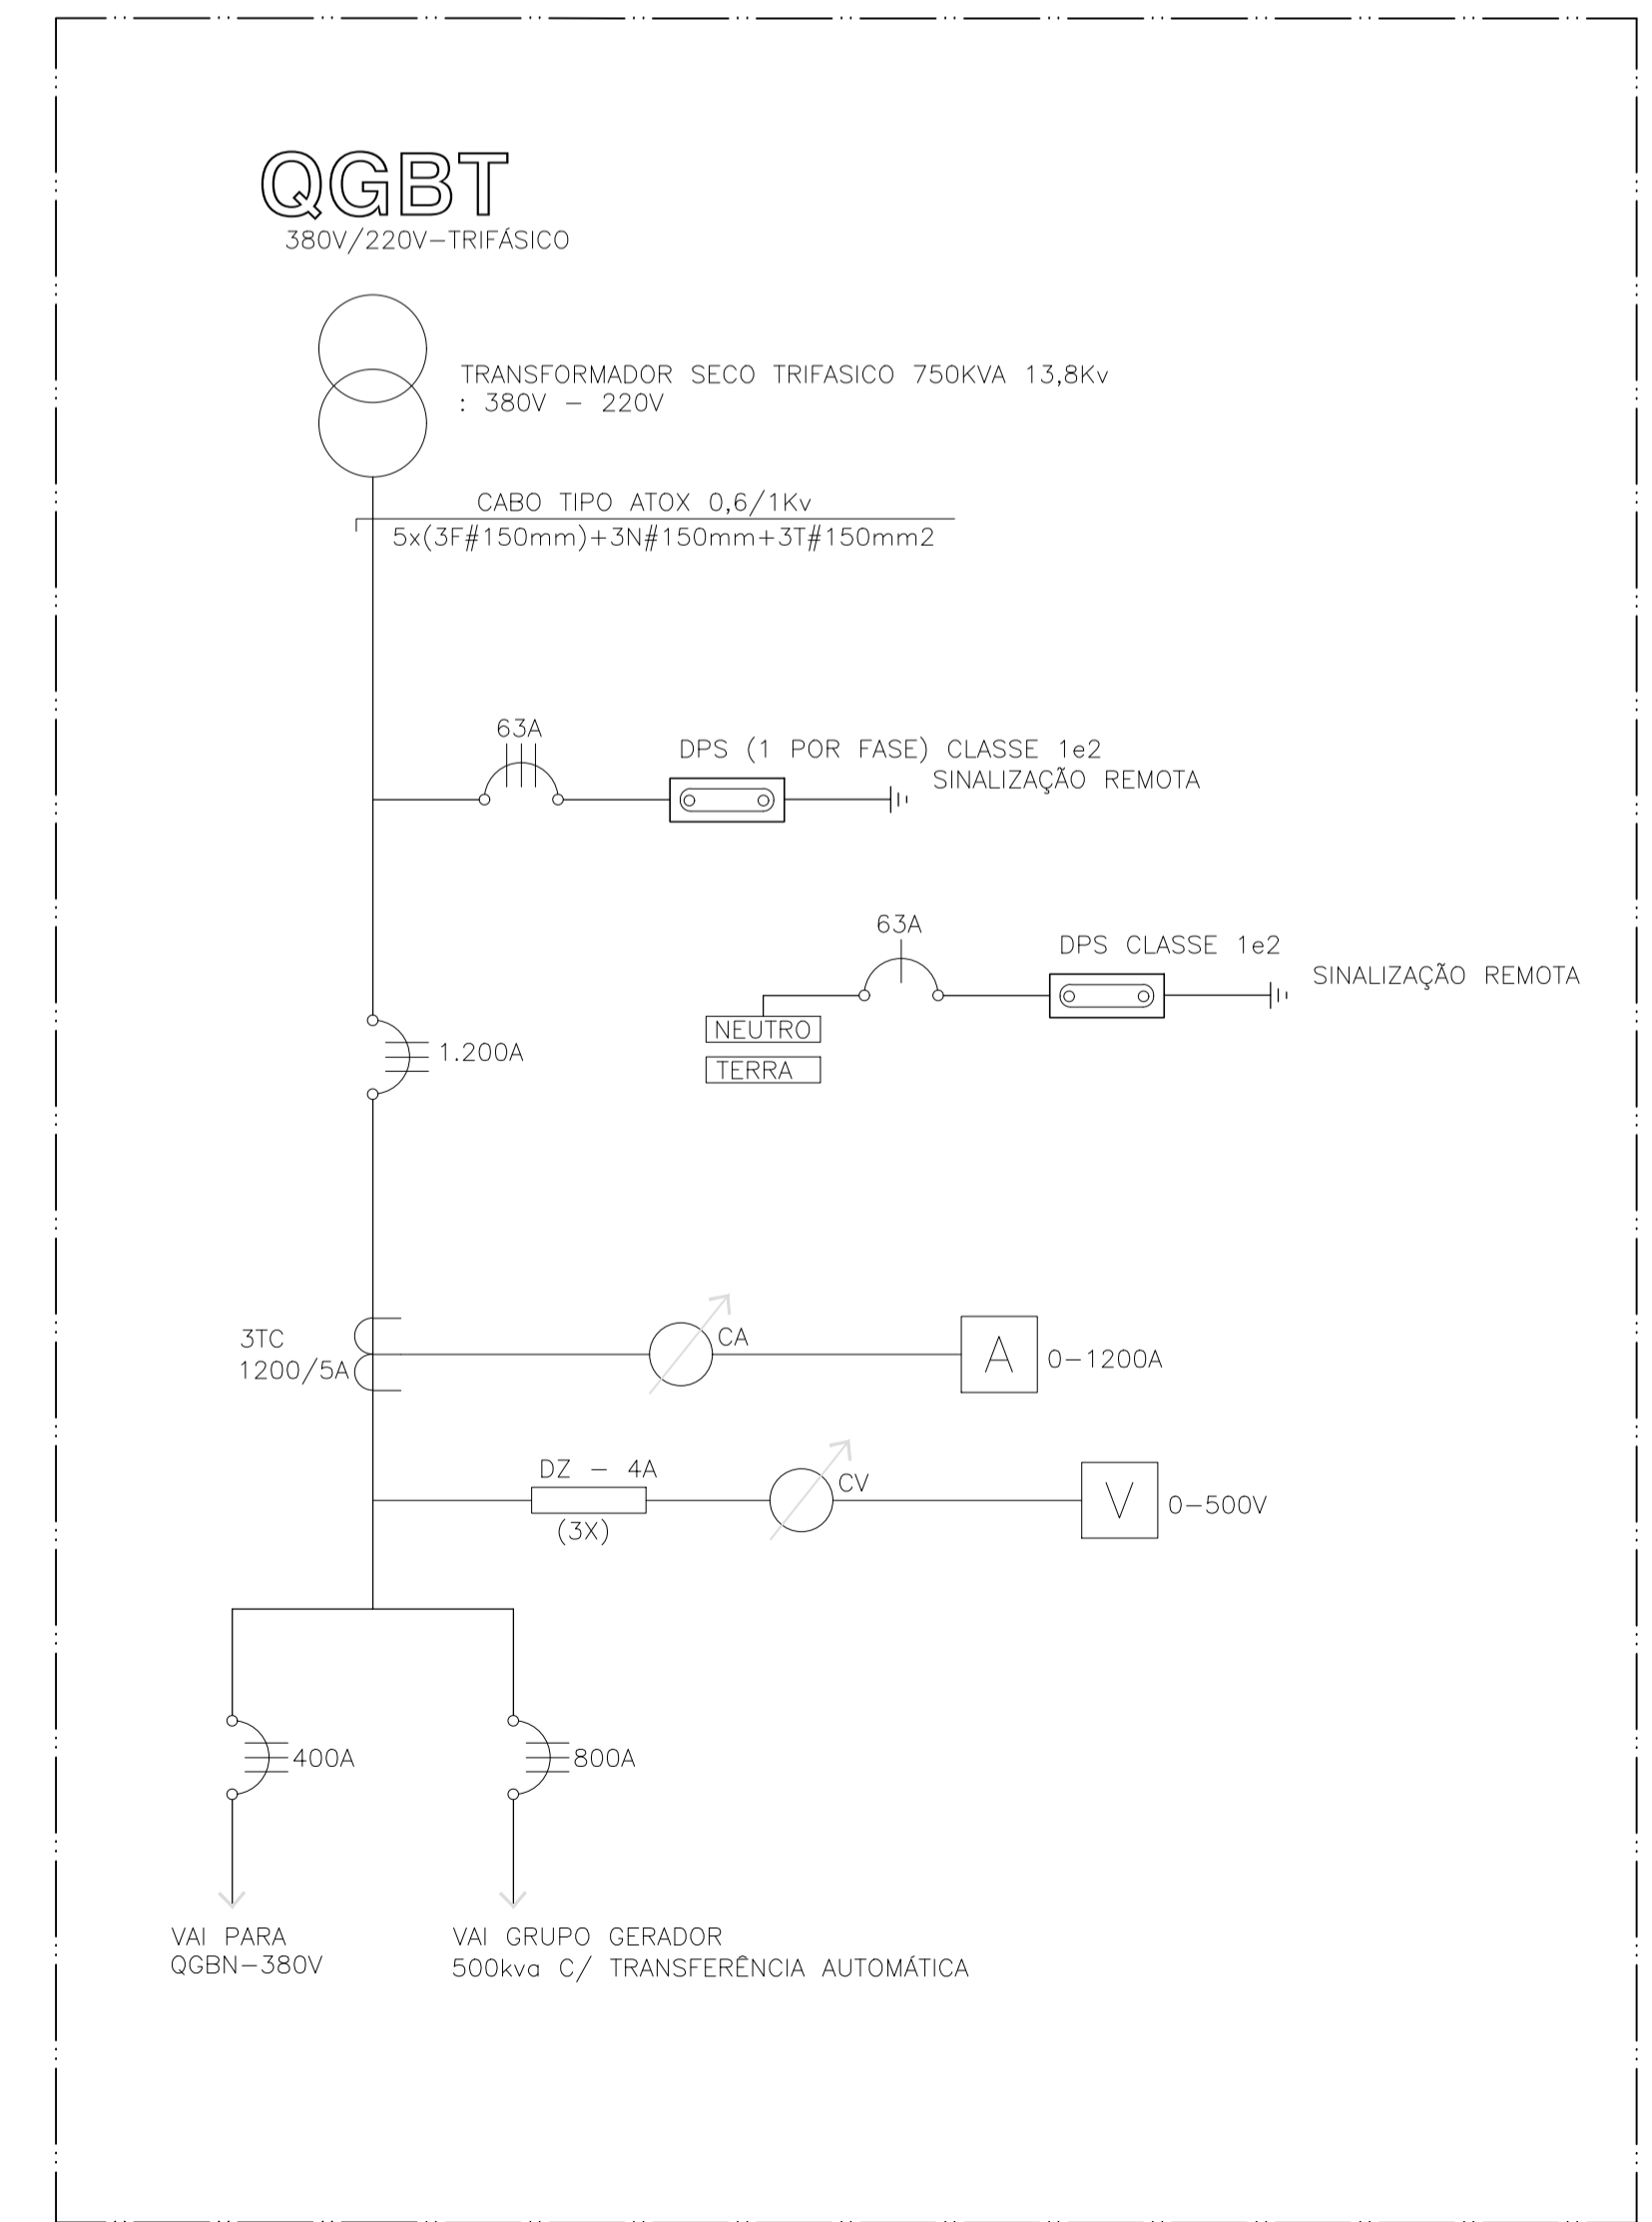 QGBT
380V/220V-TRIFÁSICO
TRANSFORMADOR SECO TRIFASICO 750KVA 13,8Kv
: 380V - 220V
CABO TIPO ATOX 0,6/1Kv
5x(3F#150mm)+3N#150mm+3T#150mm2
63A
DPS (1 POR FASE) CLASSE 1e2
SINALIZAÇÃO REMOTA
63A
DPS CLASSE 1e2
SINALIZAÇÃO REMOTA
NEUTRO
TERRA
1.200A
3TC
1200/5A
CA
A
0-1200A
DZ - 4A
(3X)
CV
V
0-500V
400A
800A
VAI PARA
QGBN-380V
VAI GRUPO GERADOR
500kva C/ TRANSFERÊNCIA AUTOMÁTICA